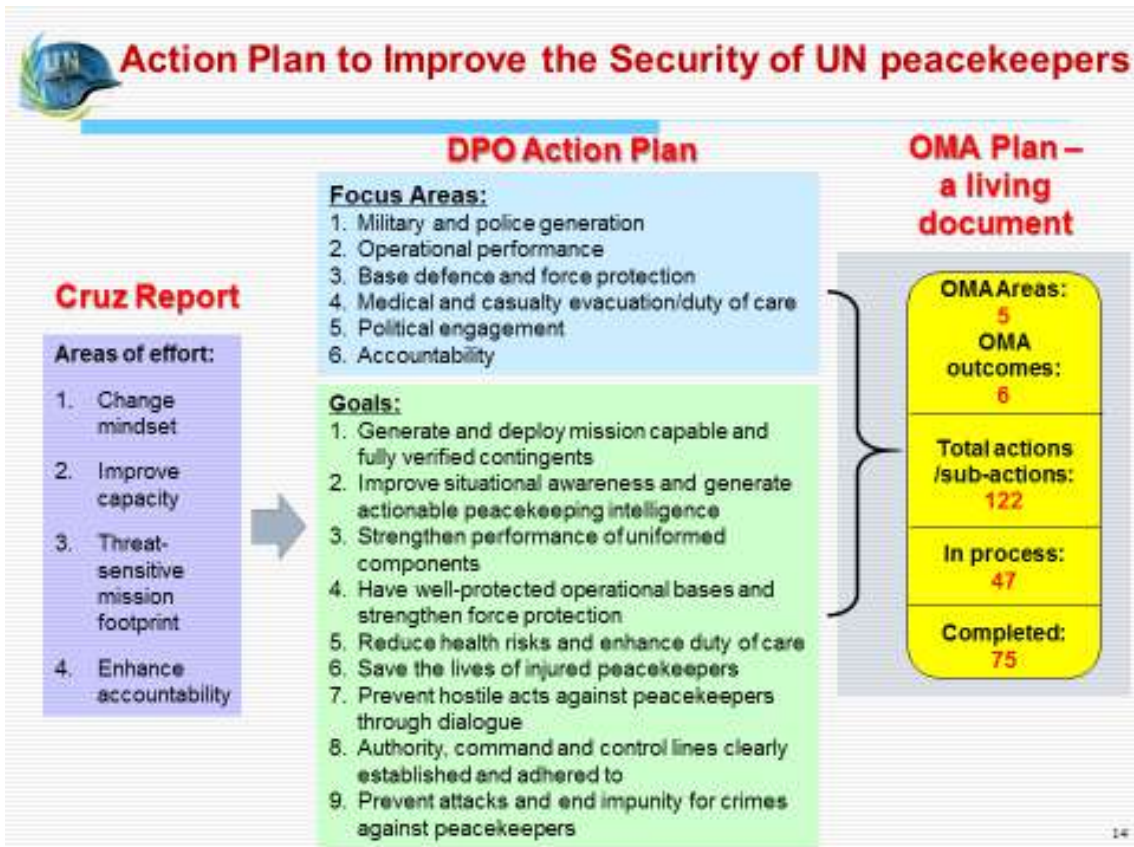 UN
Action Plan to Improve the Security of UN peacekeepers
Cruz Report
Areas of effort:
1. Change
mindset
2. Improve
capacity
3. Threat-
sensitive
mission
footprint
4. Enhance
accountability
DPO Action Plan
Focus Areas:
1. Military and police generation
2. Operational performance
3. Base defence and force protection
4. Medical and casualty evacuation/duty of care
5. Political engagement
6. Accountability
Goals:
1. Generate and deploy mission capable and
fully verified contingents
2. Improve situational awareness and generate
actionable peacekeeping intelligence
3. Strengthen performance of uniformed
components
4. Have well-protected operational bases and
strengthen force protection
5. Reduce health risks and enhance duty of care
6. Save the lives of injured peacekeepers
7. Prevent hostile acts against peacekeepers
through dialogue
8. Authority, command and control lines clearly
established and adhered to
9. Prevent attacks and end impunity for crimes
against peacekeepers
OMA Plan –
a living
document
OMA Areas:
5
OMA
outcomes:
6
Total actions
/sub-actions:
122
In process:
47
Completed:
75
14